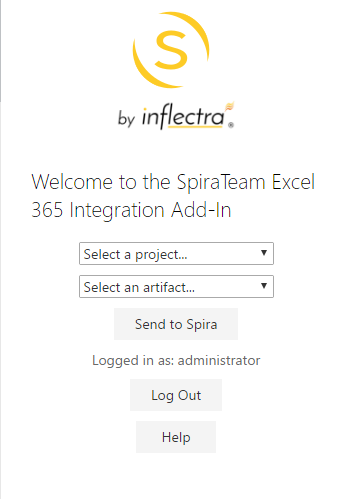 S
by inflectra®
Welcome to the SpiraTeam Excel
365 Integration Add-In
Select a project...
Select an artifact...
Send to Spira
Logged in as: administrator
Log Out
Help